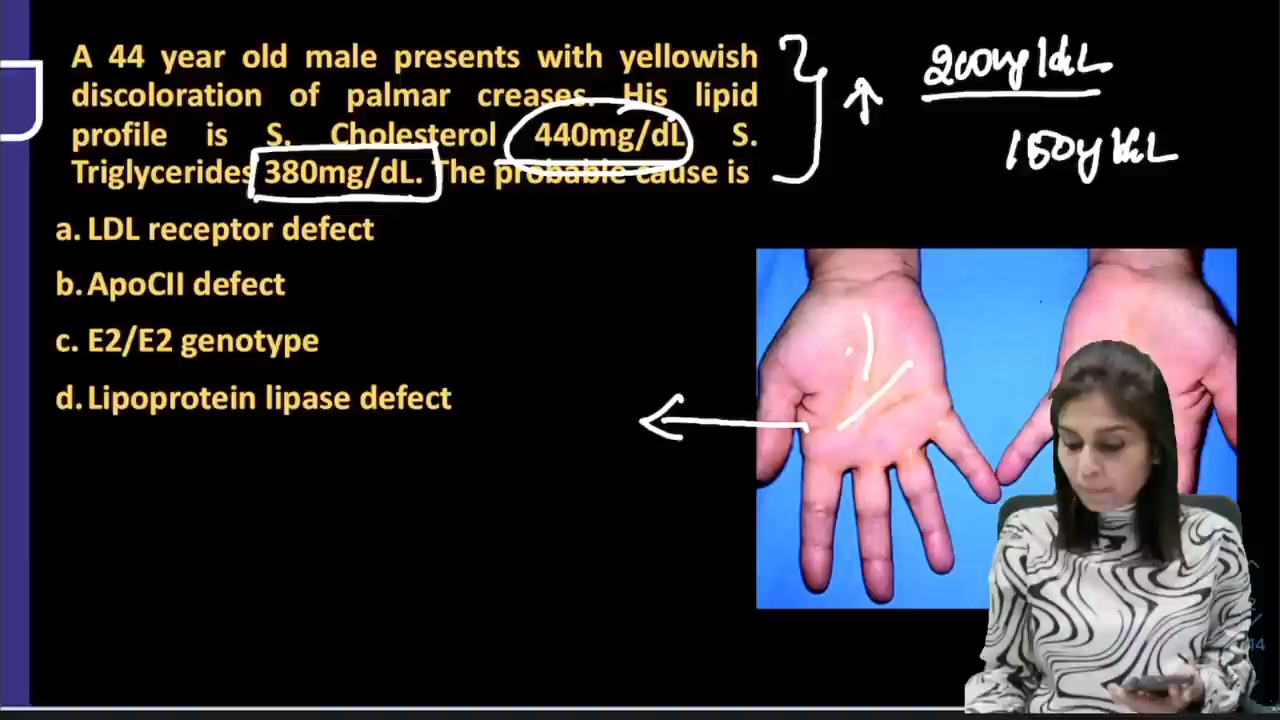 A 44 year old male presents with yellowish
discoloration of palmar creases. His lipid
profile is S. Cholesterol 440mg/dL S.
Triglycerides 380mg/dL. The probable cause is
a. LDL receptor defect
b. ApoCII defect
c. E2/E2 genotype
d. Lipoprotein lipase defect
200mg/dL
150mg/dL
14